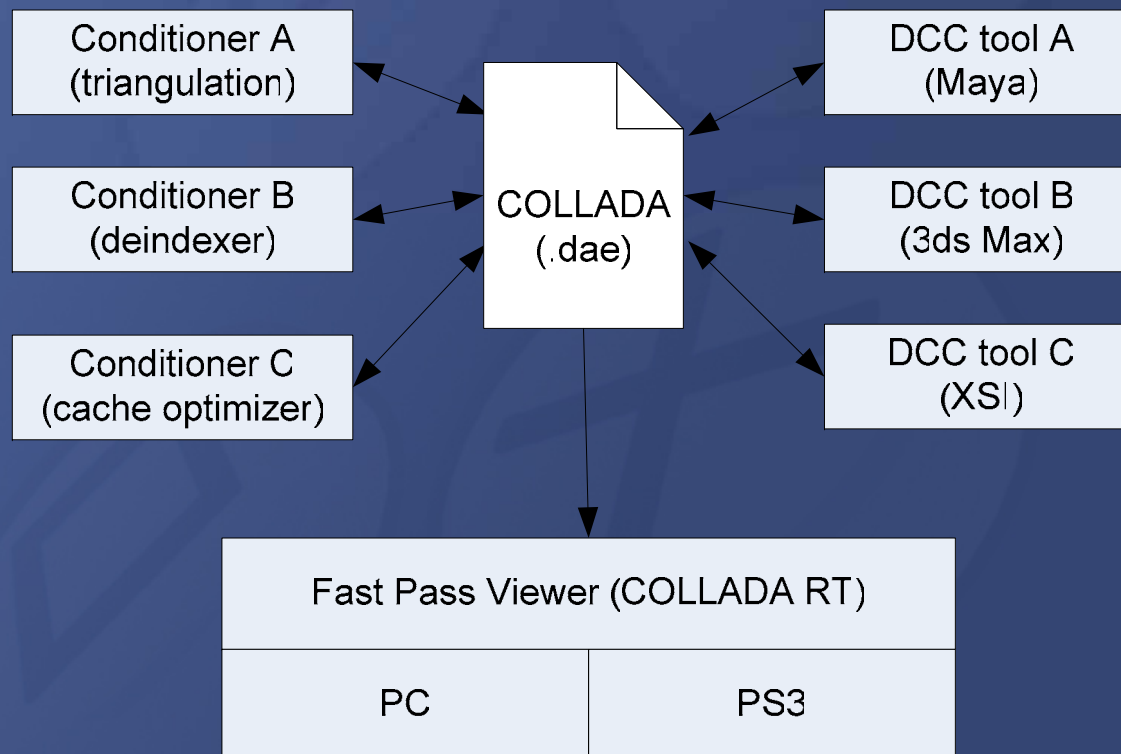 Conditioner A
(triangulation)
Conditioner B
(deindexer)
Conditioner C
(cache optimizer)
COLLADA
(.dae)
DCC tool A
(Maya)
DCC tool B
(3ds Max)
DCC tool C
(XSI)
Fast Pass Viewer (COLLADA RT)
PC
PS3